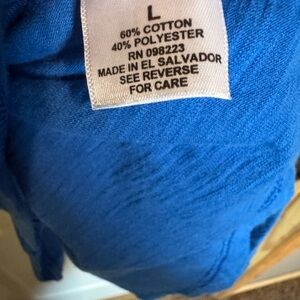 L
60% COTTON
40% POLYESTER
RN 098223
MADE IN EL SALVADOR
SEE REVERSE
FOR CARE